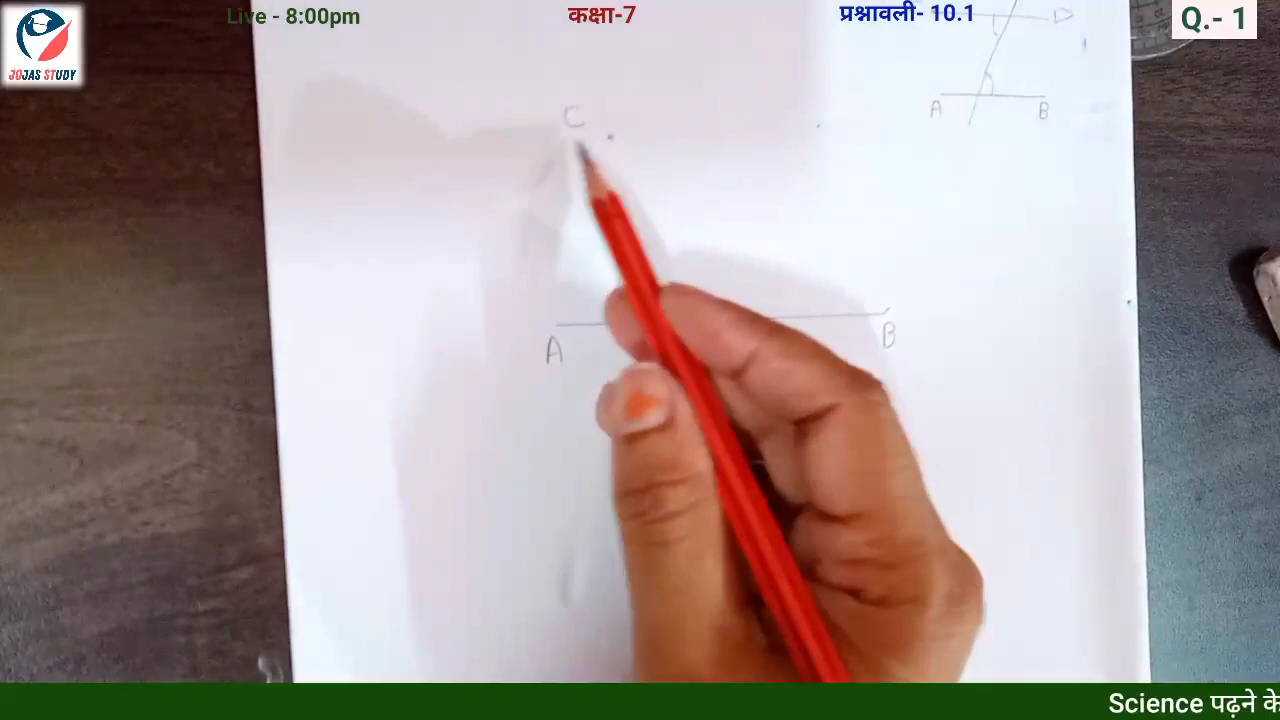 Live - 8:00pm
कक्षा-7
प्रश्नावली- 10.1
Q.- 1
JOJAS STUDY
D
A
B
C
A
B
Science पढ़ने के